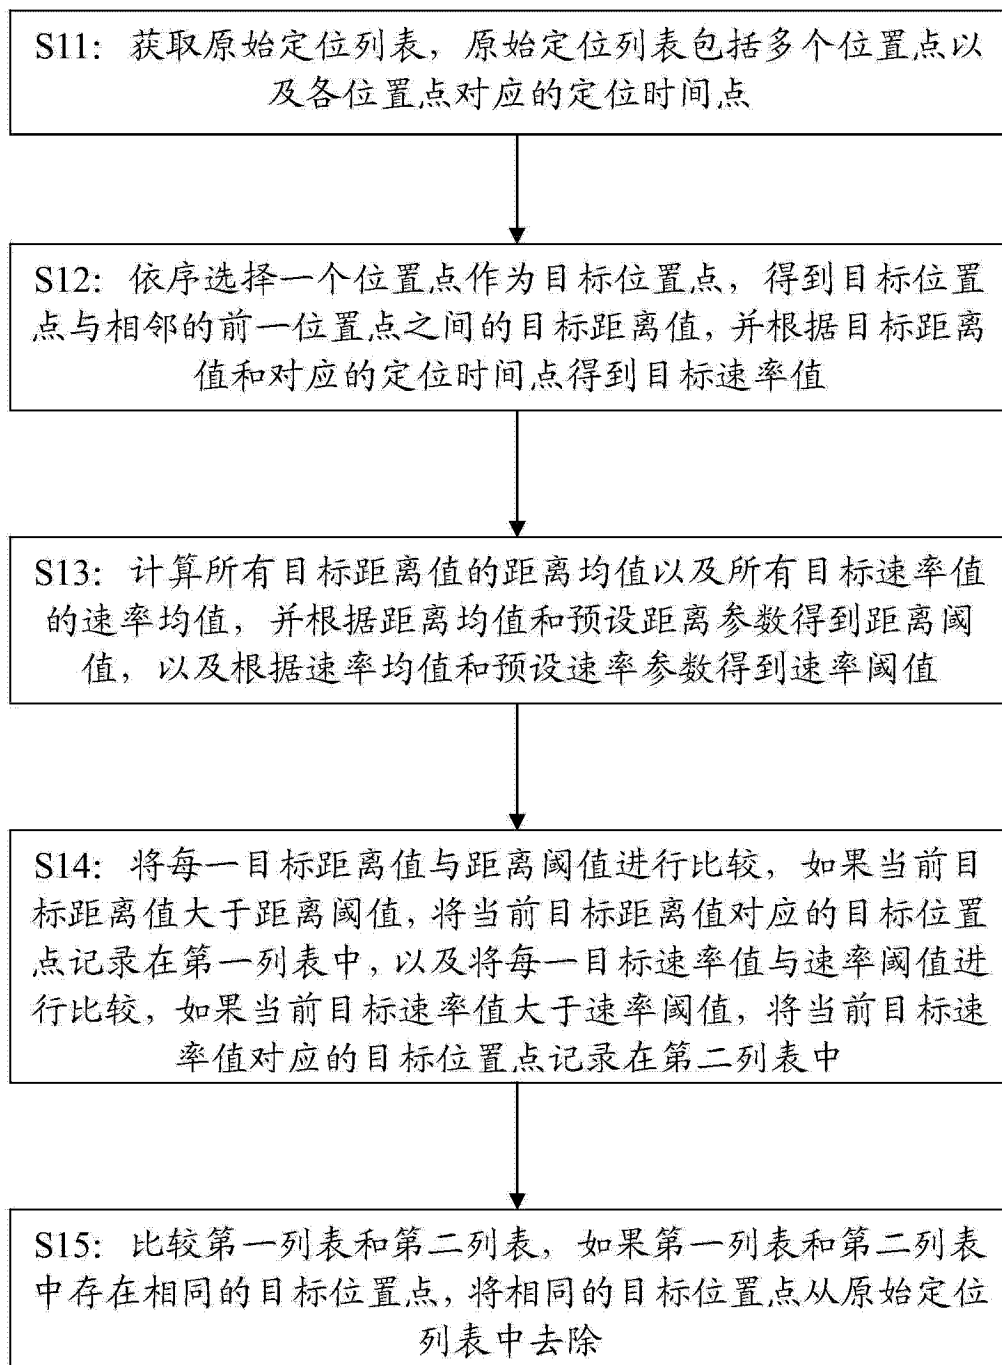 S11：获取原始定位列表，原始定位列表包括多个位置点以
及各位置点对应的定位时间点
S12：依序选择一个位置点作为目标位置点，得到目标位置
点与相邻的前一位置点之间的目标距离值，并根据目标距离
值和对应的定位时间点得到目标速率值
S13：计算所有目标距离值的距离均值以及所有目标速率值
的速率均值，并根据距离均值和预设距离参数得到距离阈
值，以及根据速率均值和预设速率参数得到速率阈值
S14：将每一目标距离值与距离阈值进行比较，如果当前目
标距离值大于距离阈值，将当前目标距离值对应的目标位置
点记录在第一列表中，以及将每一目标速率值与速率阈值进
行比较，如果当前目标速率值大于速率阈值，将当前目标速
率值对应的目标位置点记录在第二列表中
S15：比较第一列表和第二列表，如果第一列表和第二列表
中存在相同的目标位置点，将相同的目标位置点从原始定位
列表中去除